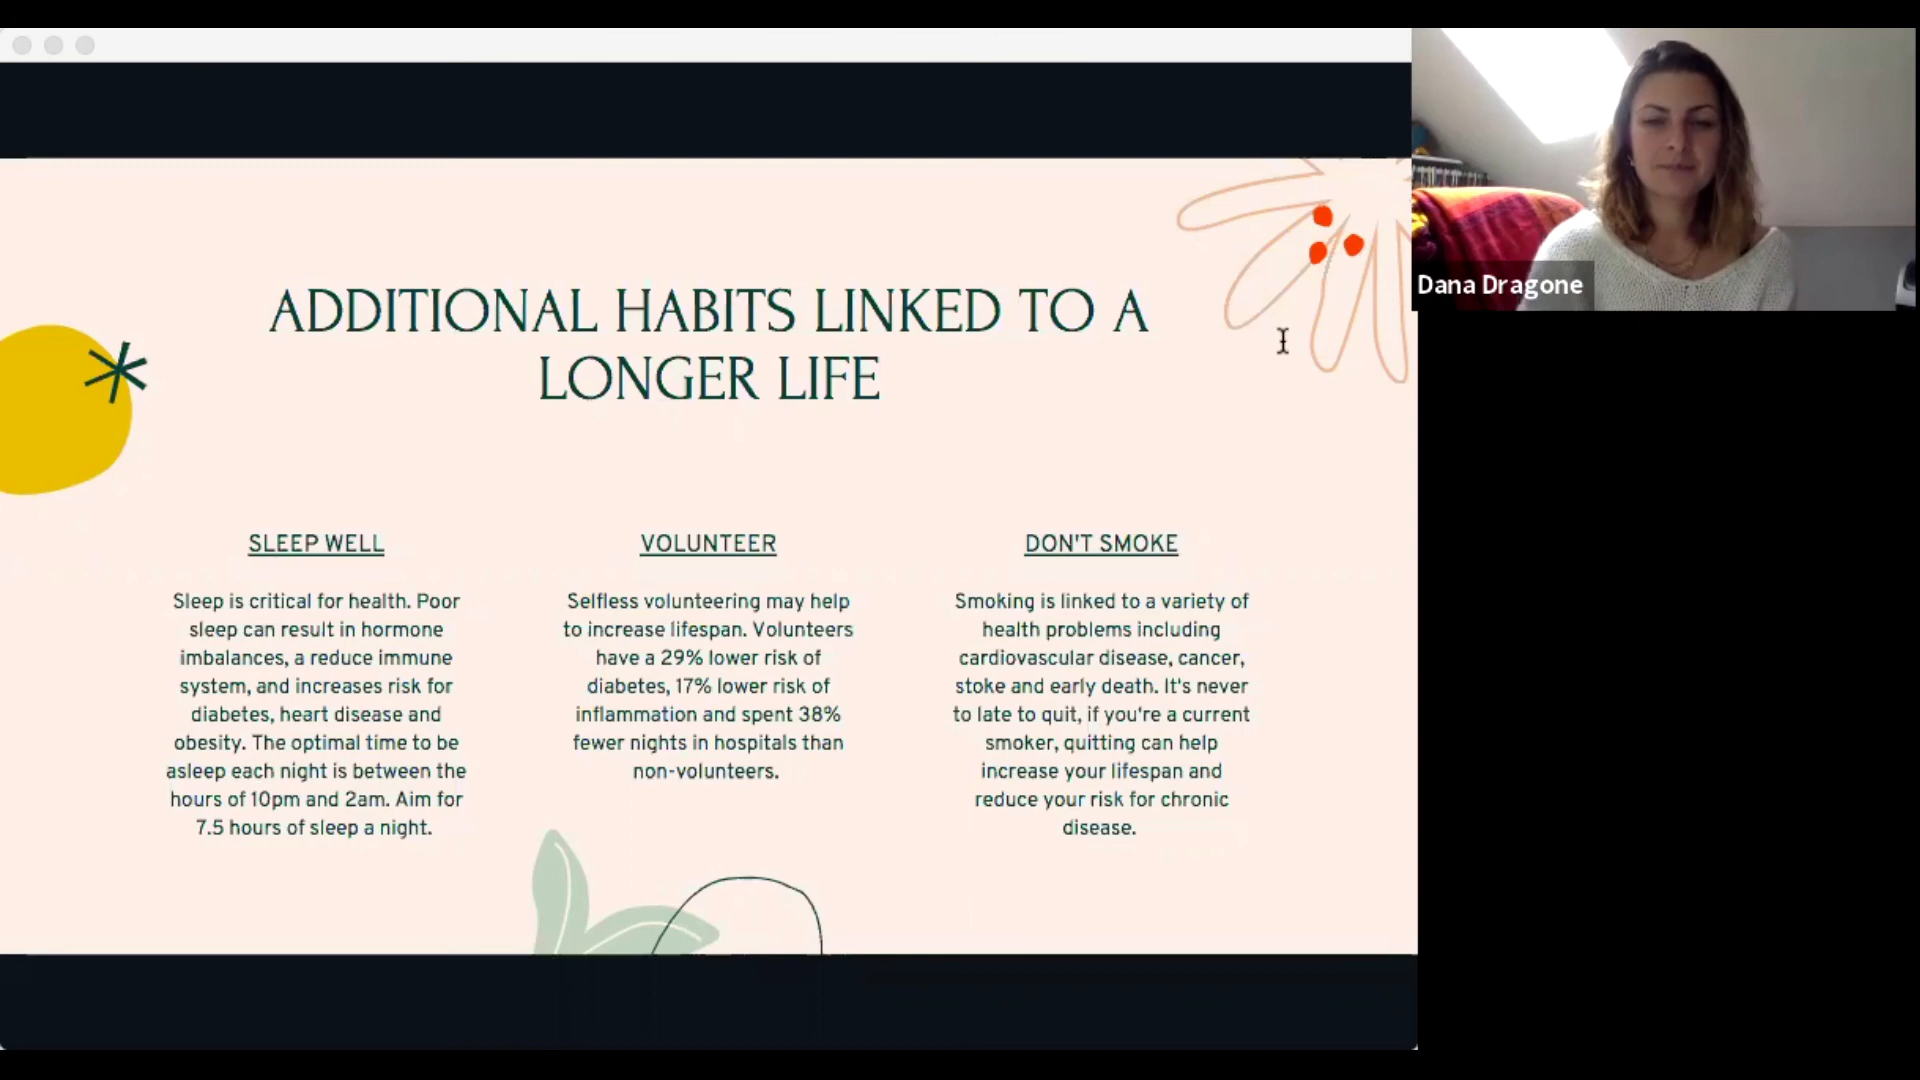 ADDITIONAL HABITS LINKED TO A
LONGER LIFE
SLEEP WELL
Sleep is critical for health. Poor
sleep can result in hormone
imbalances, a reduce immune
system, and increases risk for
diabetes, heart disease and
obesity. The optimal time to be
asleep each night is between the
hours of 10pm and 2am. Aim for
7.5 hours of sleep a night.
VOLUNTEER
Selfless volunteering may help
to increase lifespan. Volunteers
have a 29% lower risk of
diabetes, 17% lower risk of
inflammation and spent 38%
fewer nights in hospitals than
non-volunteers.
DON'T SMOKE
Smoking is linked to a variety of
health problems including
cardiovascular disease, cancer,
stoke and early death. It's never
to late to quit, if you're a current
smoker, quitting can help
increase your lifespan and
reduce your risk for chronic
disease.
Dana Dragone